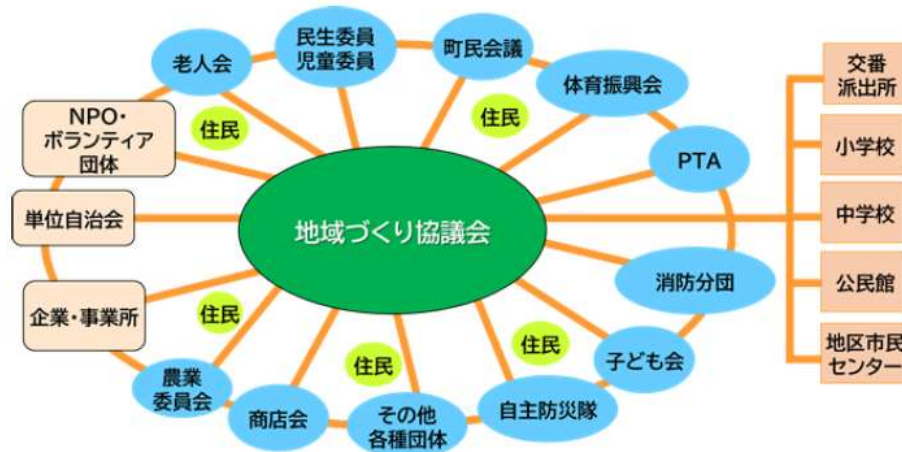 民生委員
児童委員
町民会議
老人会
体育振興会
交番
派出所
NPO・
ボランティア
団体
住民
住民
PTA
小学校
単位自治会
地域づくり協議会
中学校
消防分団
公民館
企業・事業所
住民
住民
住民
子ども会
地区市民
センター
農業
委員会
商店会
その他
各種団体
自主防災隊